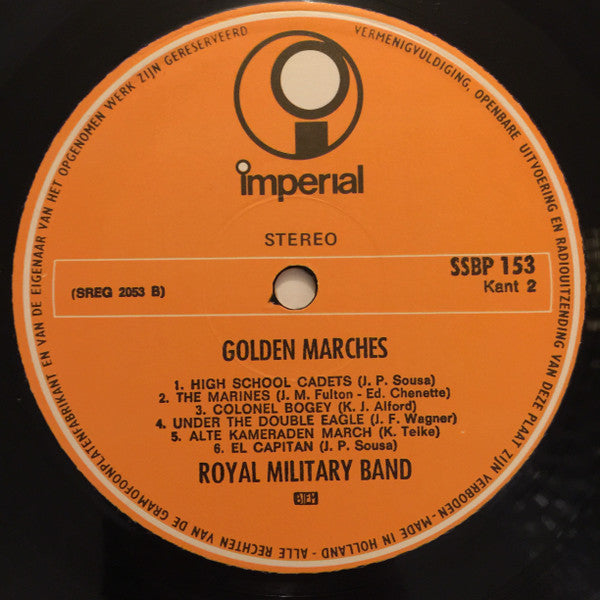 imperial
STEREO
(SREG 2053 B)
SSBP 153
Kant 2
GOLDEN MARCHES
1. HIGH SCHOOL CADETS (J. P. Sousa)
2. THE MARINES (J. M. Fulton - Ed. Chenette)
3. COLONEL BOGEY (K. J. Alford)
4. UNDER THE DOUBLE EAGLE (J. F. Wagner)
5. ALTE KAMERADEN MARCH (K. Teike)
6. EL CAPITAN (J. P. Sousa)
ROYAL MILITARY BAND
BIEM
ALLE RECHTEN VAN DE GRAMOFOONPLATENFABRIKANT EN VAN DE EIGENAAR VAN HET OPGENOMEN WERK ZIJN GERESERVEERD VERMENIGVULDIGING, OPENBARE UITVOERING EN RADIOUITZENDING VAN DEZE PLAAT ZIJN VERBODEN - MADE IN HOLLAND -